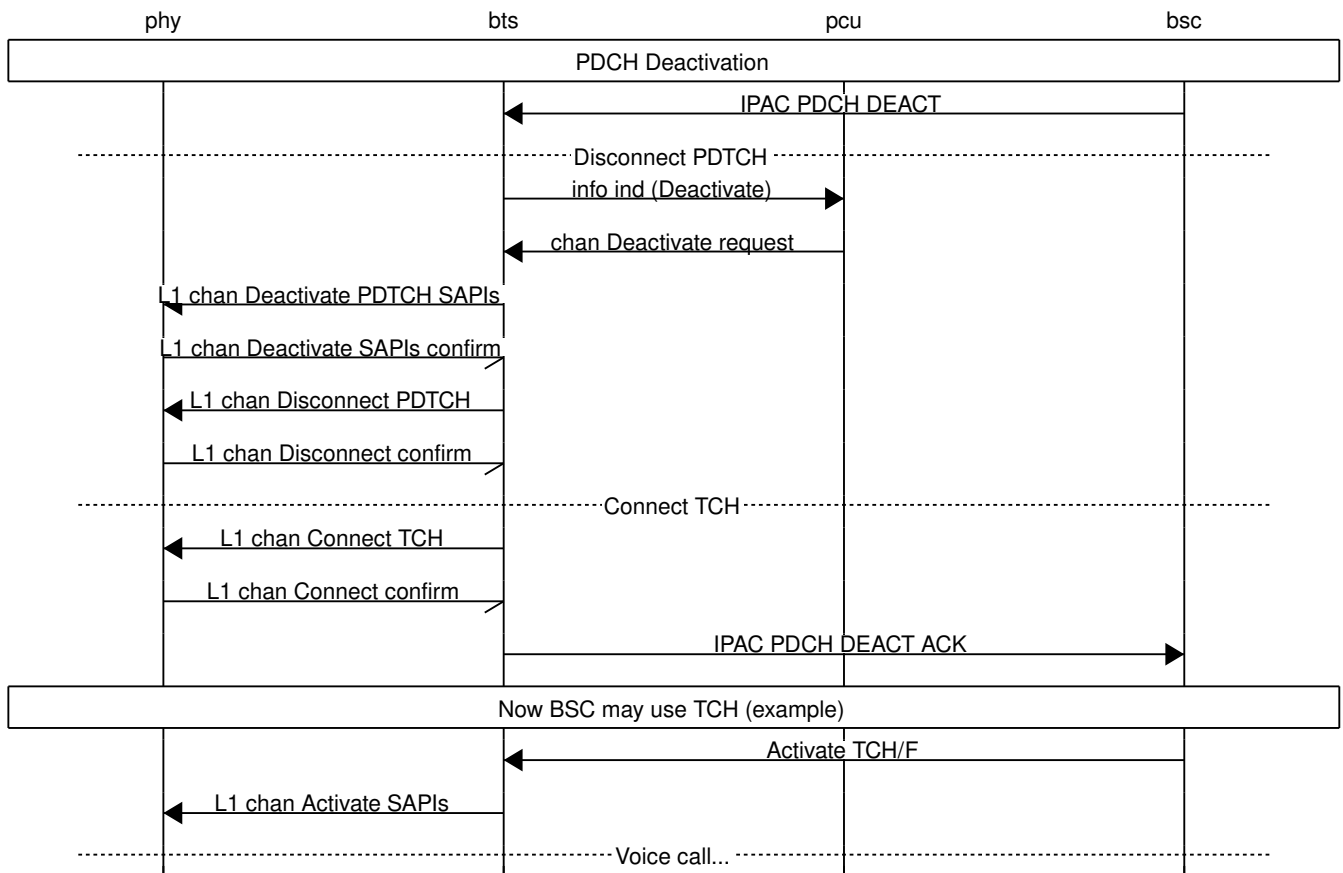 phy bts pcu bsc
PDCH Deactivation
IPAC PDCH DEACT
Disconnect PDTCH
info ind (Deactivate)
chan Deactivate request
L1 chan Deactivate PDTCH SAPIs
L1 chan Deactivate SAPIs confirm
L1 chan Disconnect PDTCH
L1 chan Disconnect confirm
Connect TCH
L1 chan Connect TCH
L1 chan Connect confirm
IPAC PDCH DEACT ACK
Now BSC may use TCH (example)
Activate TCH/F
L1 chan Activate SAPIs
Voice call...